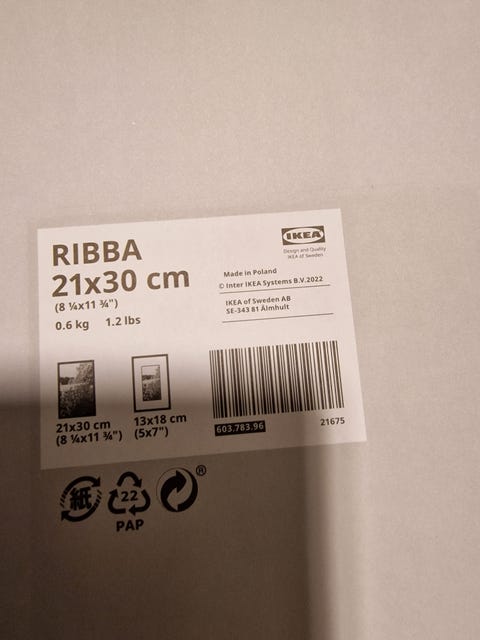 RIBBA
21x30 cm
(8 ¼x11 ¾")
0.6 kg 1.2 lbs
IKEA
Design and Quality
IKEA of Sweden
Made in Poland
© Inter IKEA Systems B.V.2022
IKEA of Sweden AB
SE-343 81 Älmhult
21x30 cm
(8 ¼x11 ¾")
13x18 cm
(5x7")
603.783.96
21675
紙
22
PAP
®